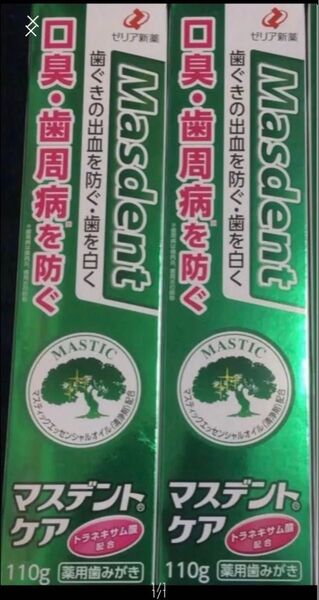 ゼリア新薬
Masdent
歯ぐきの出血を防ぐ・歯を白く
口臭・歯周病※を防ぐ
MASTIC
マスティックエッセンシャルオイル(清浄剤)配合
マスデント®
ケア
トラネキサム酸
配合
110g
薬用歯みがき
ゼリア新薬
Masdent
歯ぐきの出血を防ぐ・歯を白く
口臭・歯周病※を防ぐ
MASTIC
マスティックエッセンシャルオイル(清浄剤)配合
マスデント®
ケア
トラネキサム酸
配合
110g
薬用歯みがき
1/1